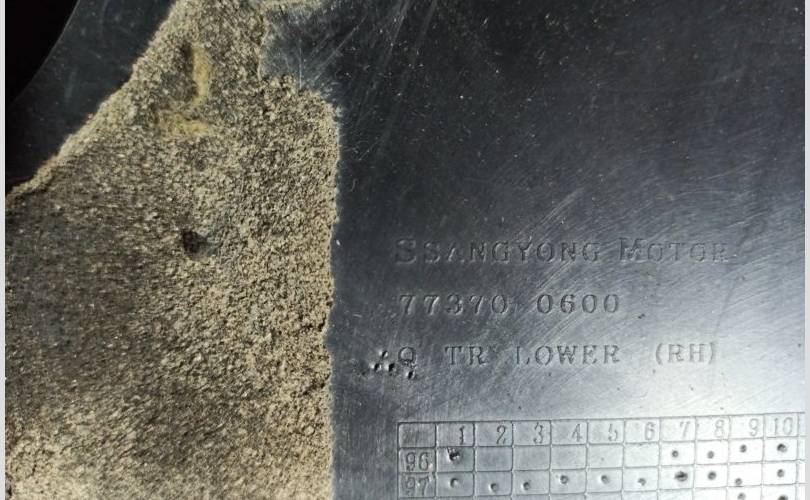 SSANGYONG MOTOR
77370 0600
Q TR LOWER (RH)
1 2 3 4 5 6 7 8 9 10
96
97